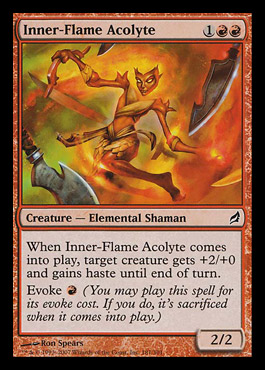 Inner-Flame Acolyte 1
Creature — Elemental Shaman
When Inner-Flame Acolyte comes
into play, target creature gets +2/+0
and gains haste until end of turn.
Evoke (You may play this spell for
its evoke cost. If you do, it's sacrificed
when it comes into play.)
2/2
Ron Spears